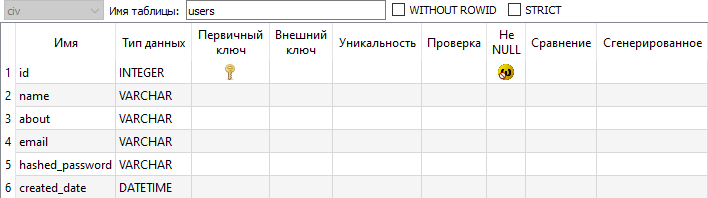 civ Имя таблицы: users WITHOUT ROWID STRICT
Имя Тип данных Первичный ключ Внешний ключ Уникальность Проверка Не NULL Сравнение Сгенерированное
1 id INTEGER
2 name VARCHAR
3 about VARCHAR
4 email VARCHAR
5 hashed_password VARCHAR
6 created_date DATETIME